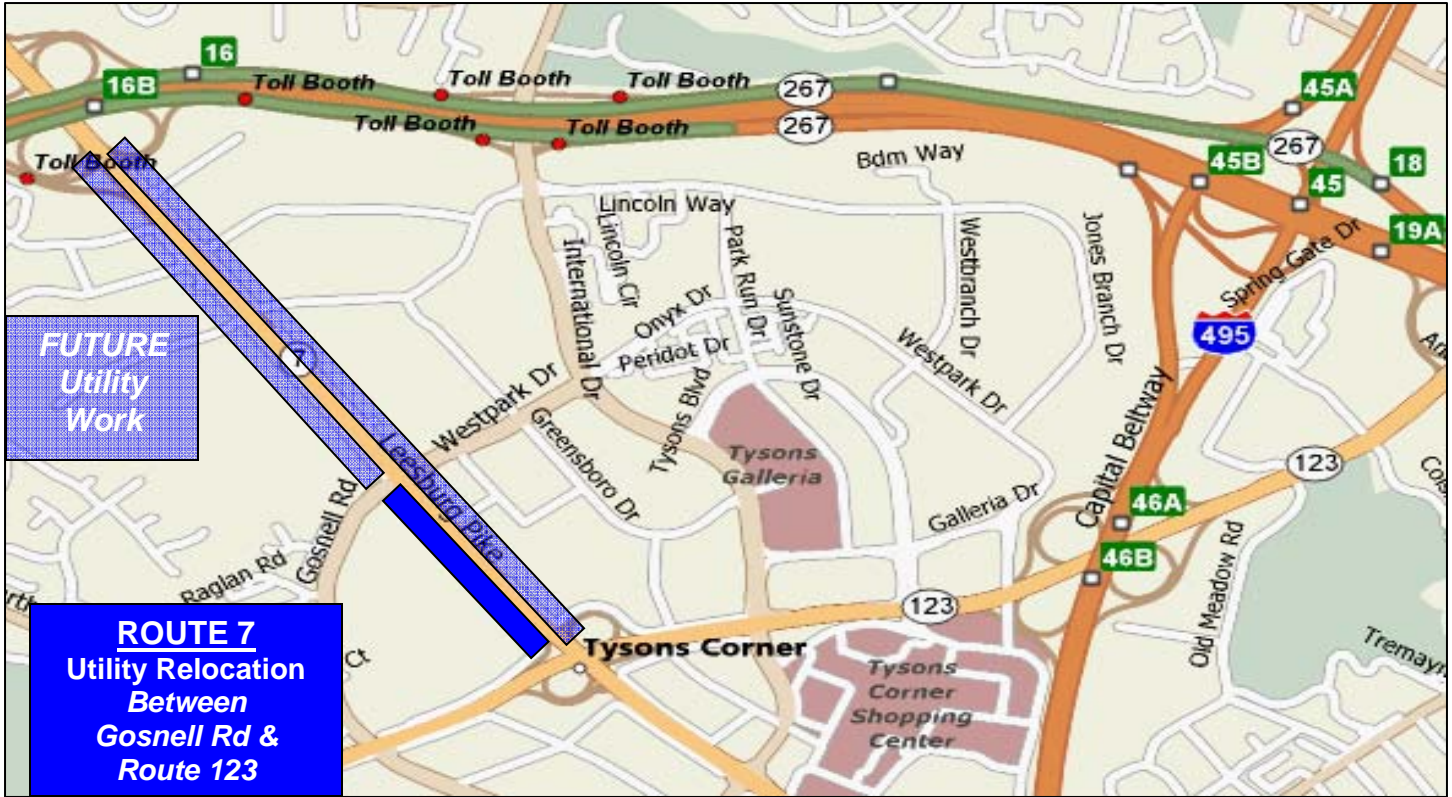 16
16B
Toll Booth
Toll Booth
Toll Booth
267
45A
Toll Booth
Toll Booth
267
267
Toll Booth
Bdm Way
45B
18
45
Lincoln Way
19A
Lincoln Cir
International Dr
Park Run Dr
Westbranch Dr
Jones Branch Dr
Spring Gate Dr
Onyx Dr
Sunstone Dr
495
FUTURE
Utility
Work
7
Peridot Dr
Westpark Dr
Westpark Dr
Tysons Blvd
Capital Beltway
Greensboro Dr
Leesburg Pike
Tysons
Galleria
123
Gosnell Rd
Galleria Dr
46A
46B
Old Meadow Rd
Raglan Rd
123
ROUTE 7
Utility Relocation
Between
Gosnell Rd &
Route 123
Ct
Tysons Corner
Tysons
Corner
Shopping
Center